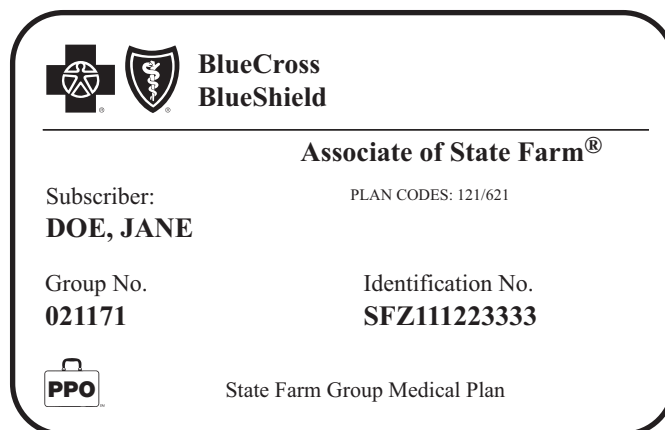 BlueCross
BlueShield
Associate of State Farm®
Subscriber:
PLAN CODES: 121/621
DOE, JANE
Group No.
Identification No.
021171
SFZ111223333
PPO
State Farm Group Medical Plan